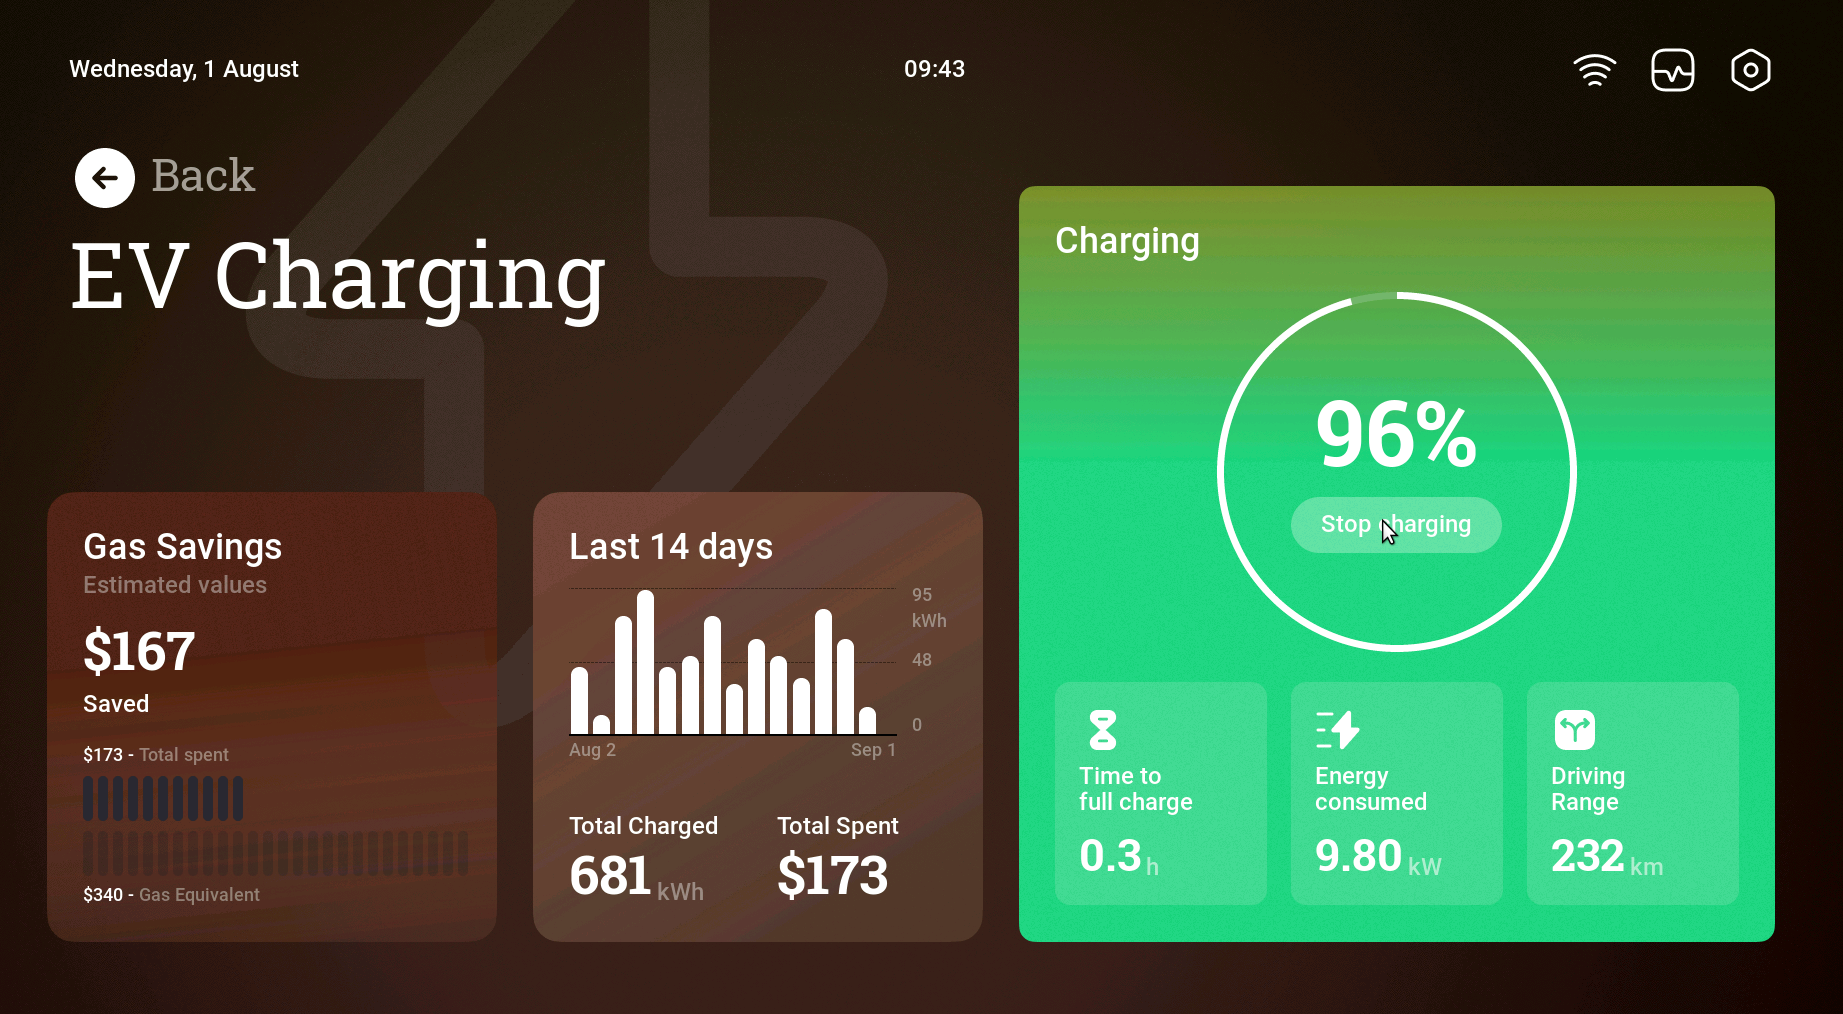 Wednesday, 1 August
09:43
Back
EV Charging
Gas Savings
Estimated values
$167
Saved
$173 - Total spent
$340 - Gas Equivalent
Last 14 days
95
kWh
48
0
Aug 2
Sep 1
Total Charged
681 kWh
Total Spent
$173
Charging
96%
Stop charging
Time to
full charge
0.3 h
Energy
consumed
9.80 kW
Driving
Range
232 km